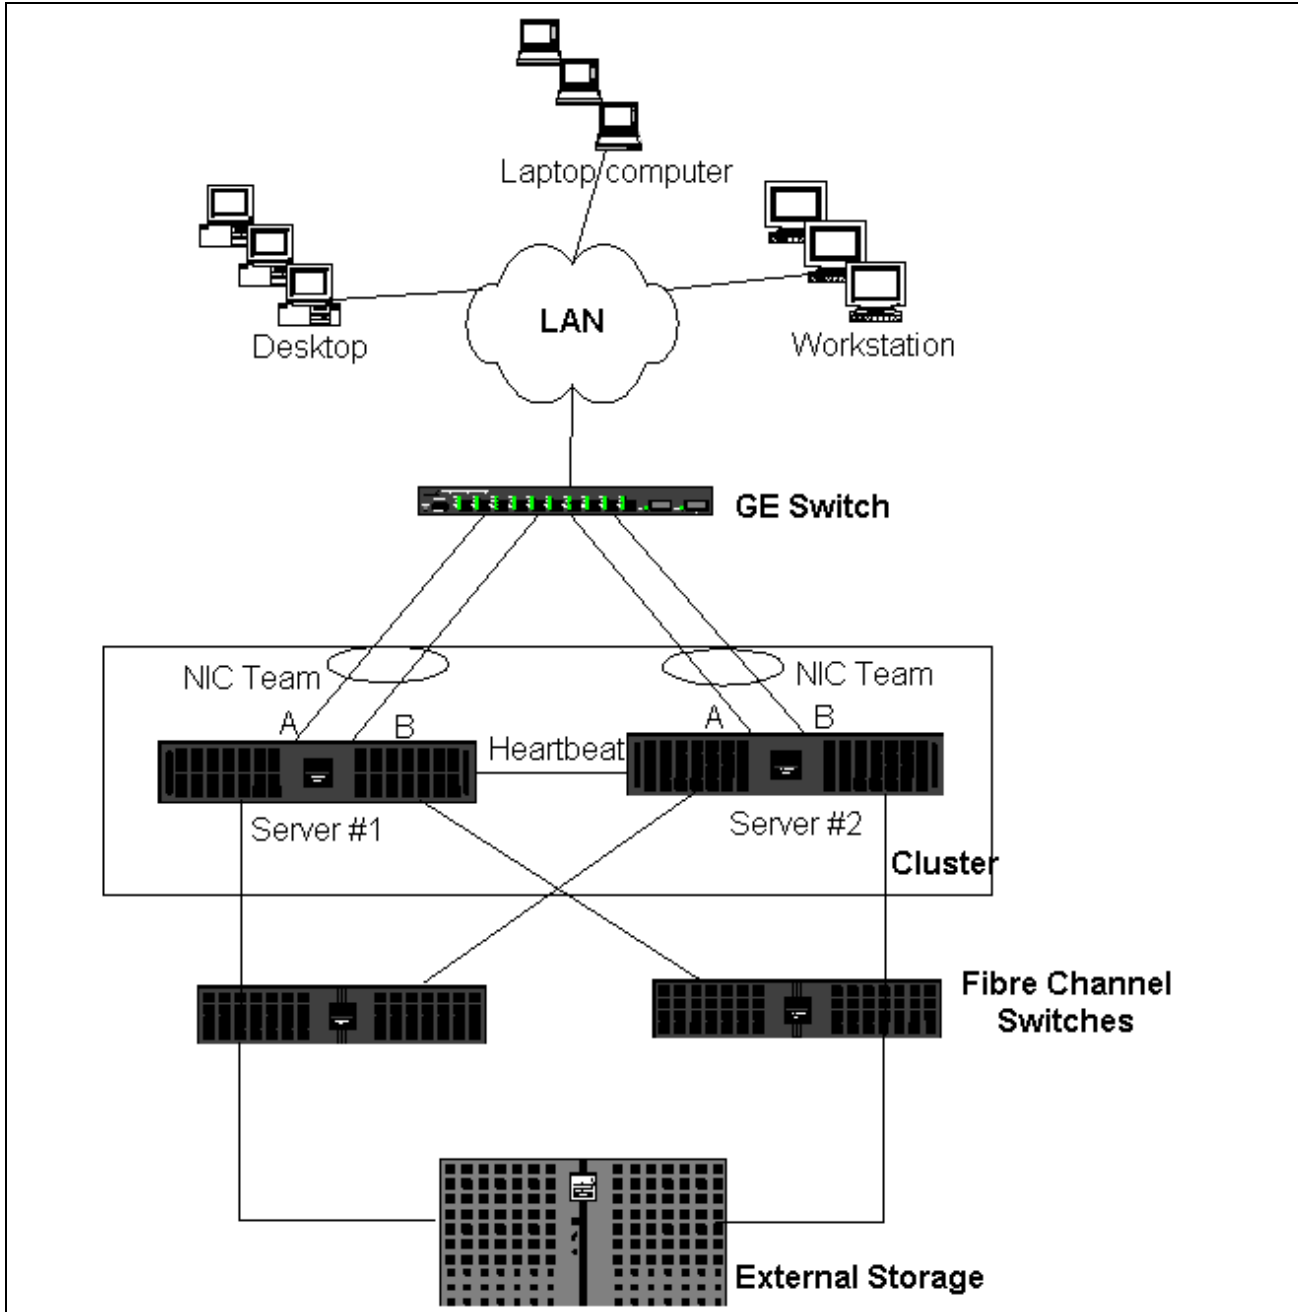 Laptop computer
LAN
Desktop
Workstation
GE Switch
NIC Team
NIC Team
A
B
A
B
Heartbeat
Server #1
Server #2
Cluster
Fibre Channel
Switches
External Storage